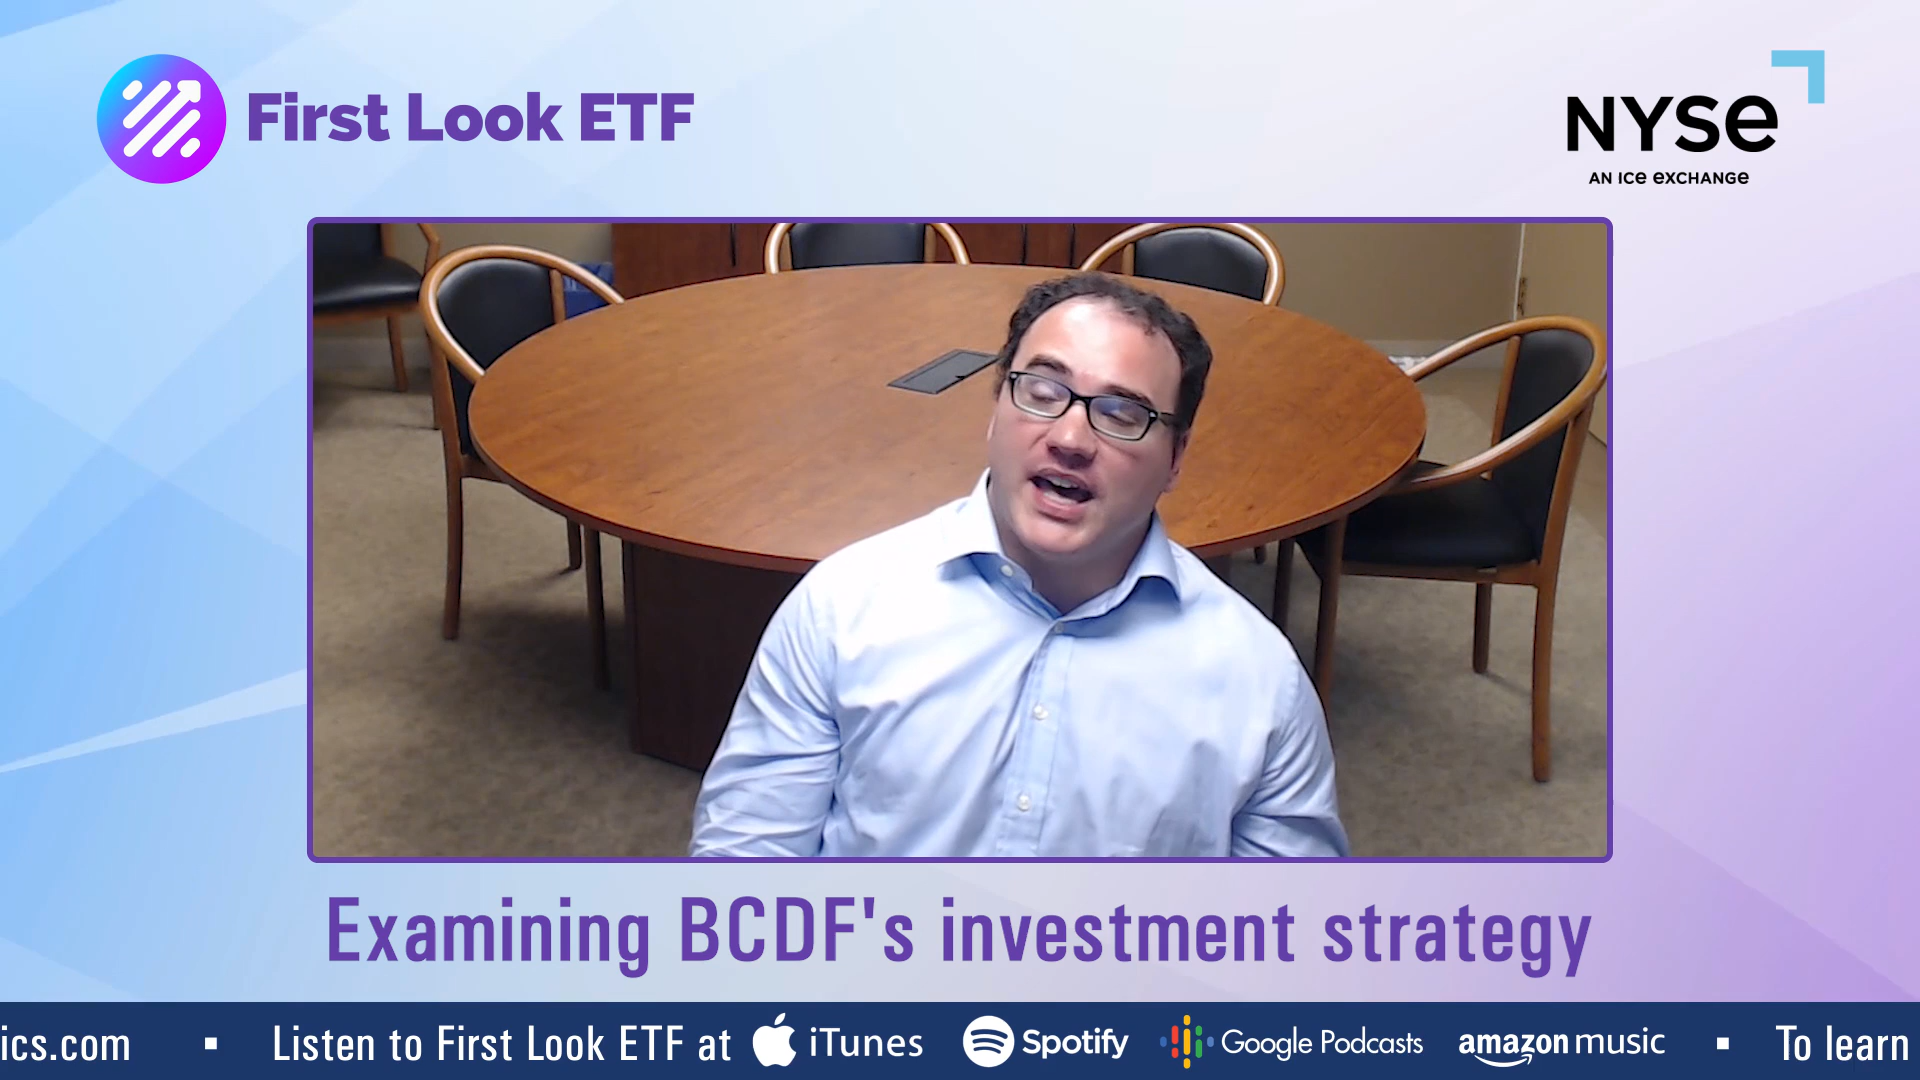 First Look ETF
NYSE
AN ICE EXCHANGE
Examining BCDF's investment strategy
ics.com ▪ Listen to First Look ETF at iTunes Spotify Google Podcasts amazon music ▪ To learn